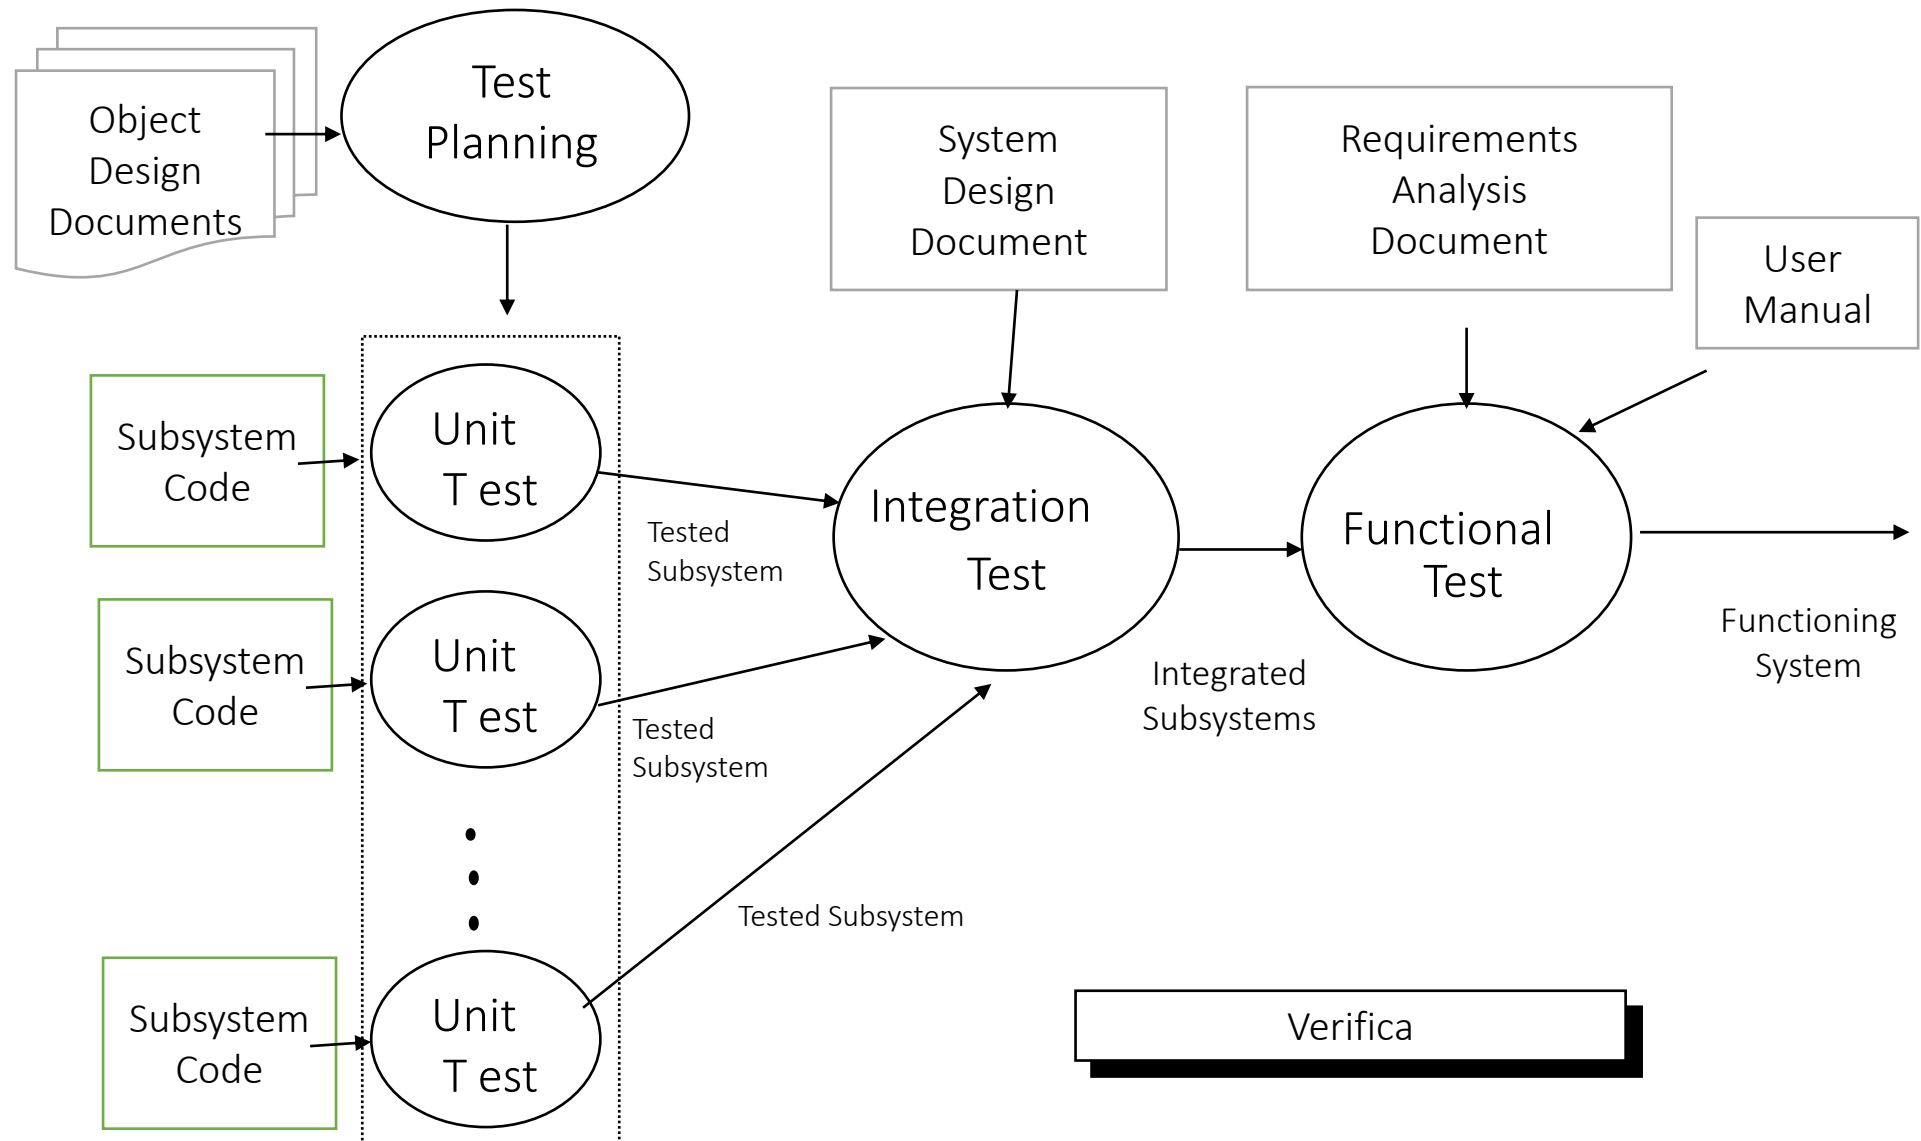 Object
Design
Documents
Test
Planning
System
Design
Document
Requirements
Analysis
Document
User
Manual
Subsystem
Code
Unit
T est
Tested
Subsystem
Integration
Test
Functional
Test
Functioning
System
Subsystem
Code
Unit
T est
Tested
Subsystem
Integrated
Subsystems
Tested Subsystem
Subsystem
Code
Unit
T est
Verifica